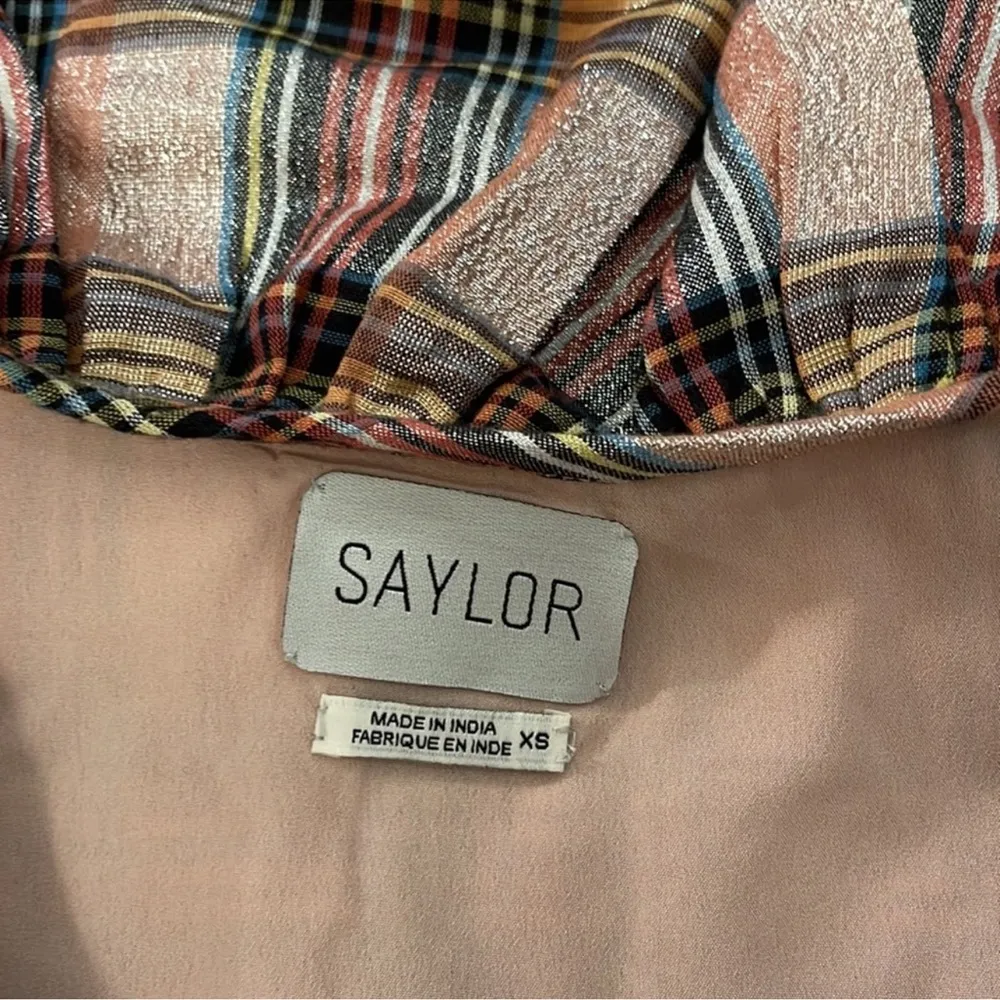 SAYLOR
MADE IN INDIA
FABRIQUE EN INDE XS